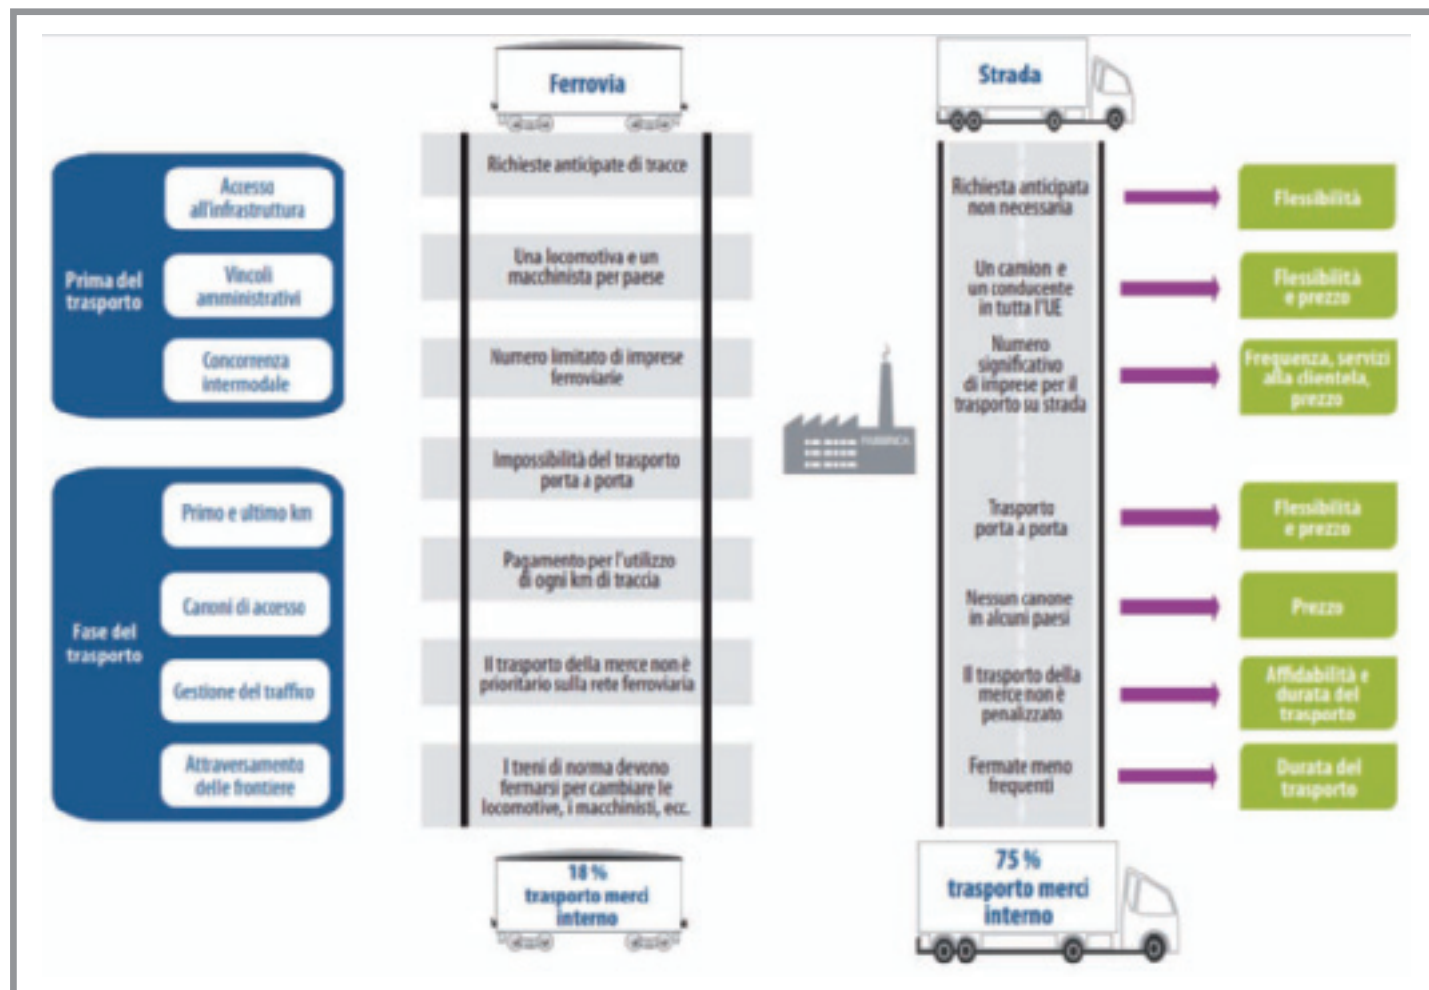 Ferrovia
Strada
Prima del
trasporto
Accesso
all'infrastruttura
Richieste anticipate di tracce
Richiesta anticipata
non necessaria
Flessibilità
Vincoli
amministrativi
Una locomotiva e un
macchinista per paese
Un camion e
un conducente
in tutta l'UE
Flessibilità
e prezzo
Concorrenza
intermodale
Numero limitato di imprese
ferroviarie
Numero
significativo
di imprese per il
trasporto su strada
Frequenza, servizi
alla clientela,
prezzo
FABBRICA
Fase del
trasporto
Primo e ultimo km
Impossibilità del trasporto
porta a porta
Trasporto
porta a porta
Flessibilità
e prezzo
Canoni di accesso
Pagamento per l'utilizzo
di ogni km di traccia
Nessun canone
in alcuni paesi
Prezzo
Gestione del traffico
Il trasporto della merce non è
prioritario sulla rete ferroviaria
Il trasporto della
merce non è
penalizzato
Affidabilità e
durata del
trasporto
Attraversamento
delle frontiere
I treni di norma devono
fermarsi per cambiare le
locomotive, i macchinisti, ecc.
Fermate meno
frequenti
Durata del
trasporto
18 %
trasporto merci
interno
75 %
trasporto merci
interno